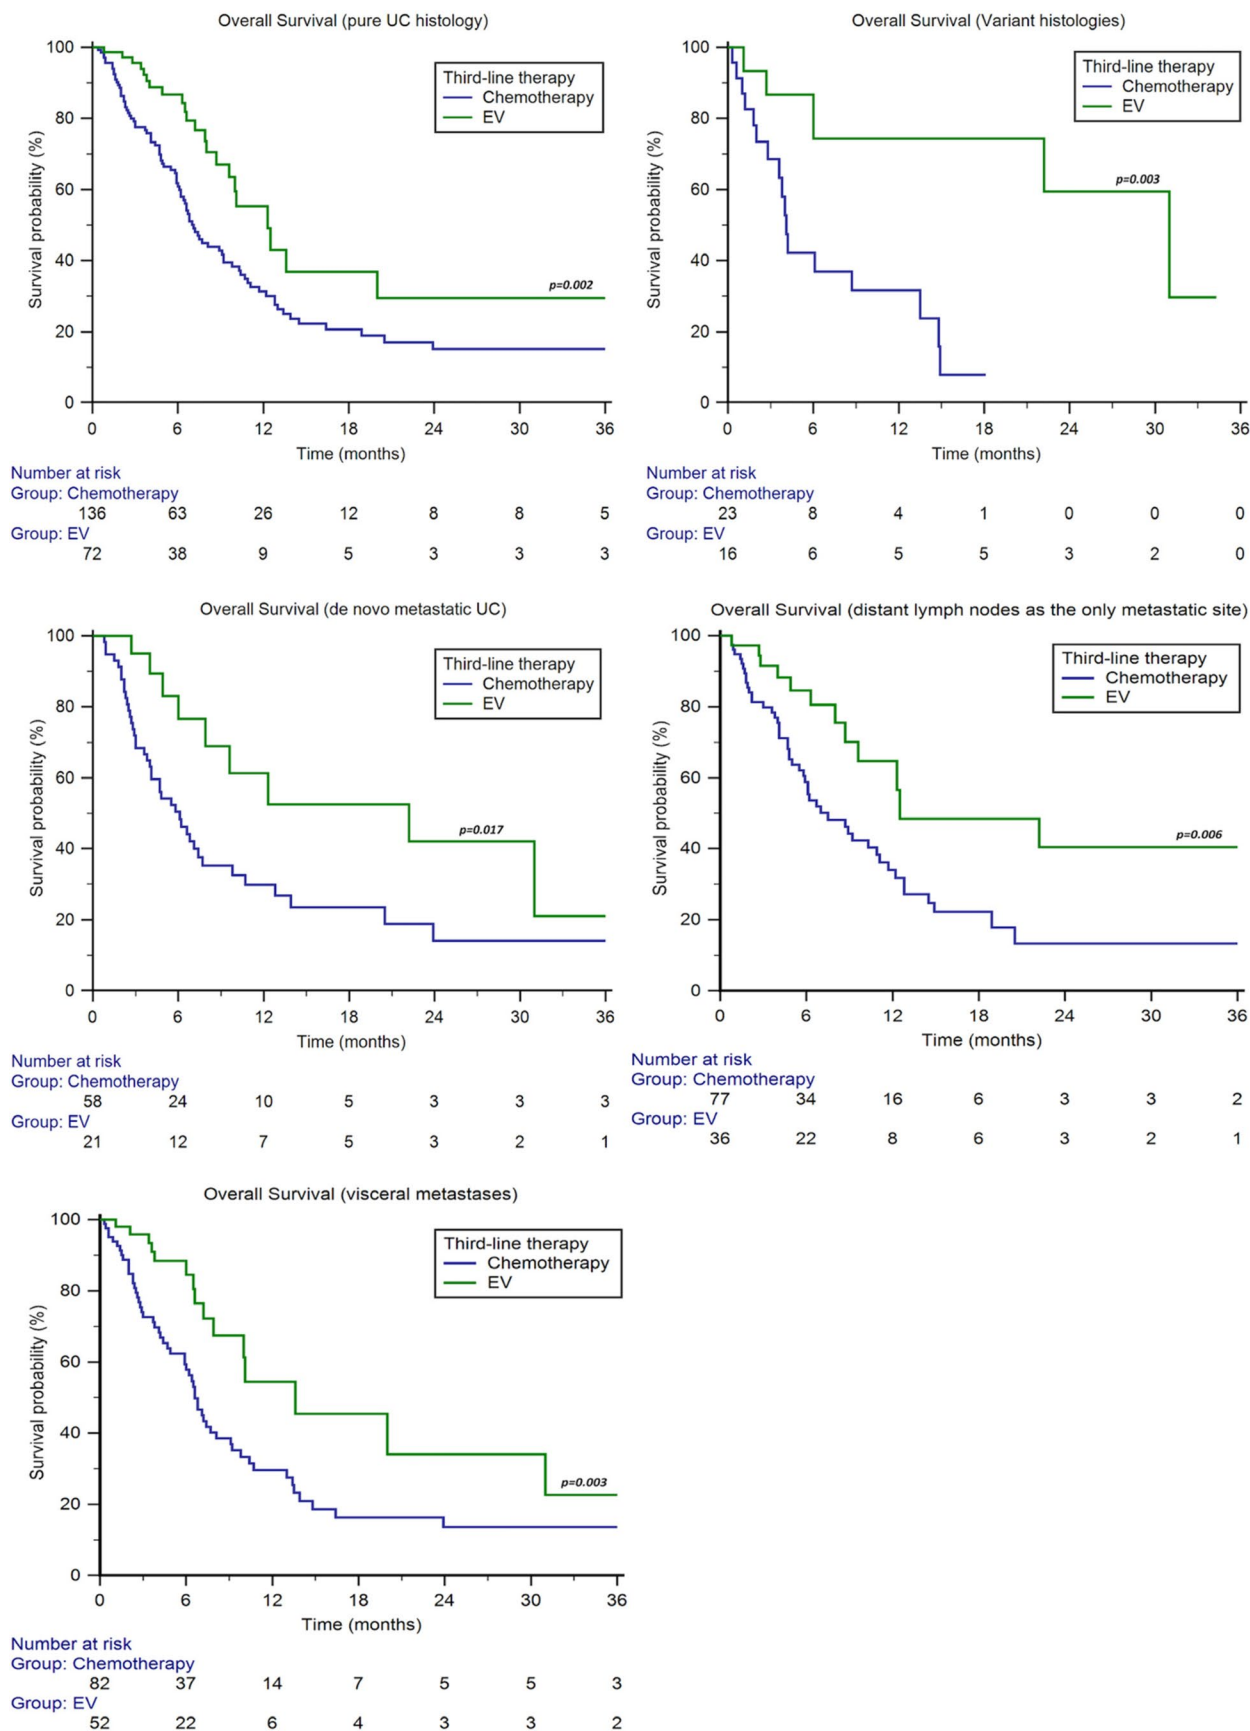 Overall Survival (pure UC histology)
Survival probability (%)
100
80
60
40
20
0
Third-line therapy
Chemotherapy
EV
p=0.002
0 6 12 18 24 30 36
Time (months)
Number at risk
Group: Chemotherapy
136 63 26 12 8 8 5
Group: EV
72 38 9 5 3 3 3
Overall Survival (Variant histologies)
Survival probability (%)
100
80
60
40
20
0
Third-line therapy
Chemotherapy
EV
p=0.003
0 6 12 18 24 30 36
Time (months)
Number at risk
Group: Chemotherapy
23 8 4 1 0 0 0
Group: EV
16 6 5 5 3 2 0
Overall Survival (de novo metastatic UC)
Survival probability (%)
100
80
60
40
20
0
Third-line therapy
Chemotherapy
EV
p=0.017
0 6 12 18 24 30 36
Time (months)
Number at risk
Group: Chemotherapy
58 24 10 5 3 3 3
Group: EV
21 12 7 5 3 2 1
Overall Survival (distant lymph nodes as the only metastatic site)
Survival probability (%)
100
80
60
40
20
0
Third-line therapy
Chemotherapy
EV
p=0.006
0 6 12 18 24 30 36
Time (months)
Number at risk
Group: Chemotherapy
77 34 16 6 3 3 2
Group: EV
36 22 8 6 3 2 1
Overall Survival (visceral metastases)
Survival probability (%)
100
80
60
40
20
0
Third-line therapy
Chemotherapy
EV
p=0.003
0 6 12 18 24 30 36
Time (months)
Number at risk
Group: Chemotherapy
82 37 14 7 5 5 3
Group: EV
52 22 6 4 3 3 2